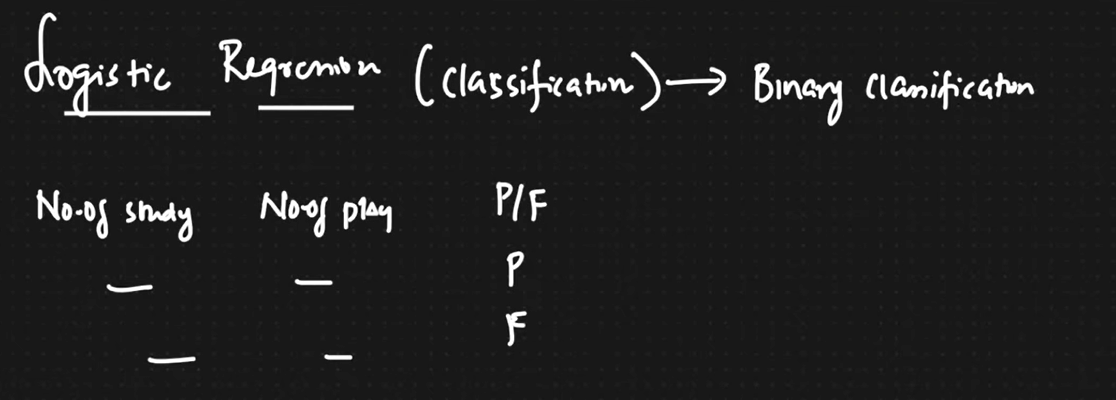 Logistic Regression (Classification) → Binary Classification
No. of study No. of play P/F
— — P
F
— —